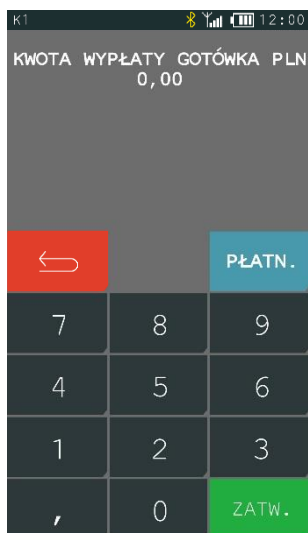 K1 12:00
KWOTA WYPŁATY GOTÓWKA PLN
0,00
PŁATN.
7 8 9
4 5 6
1 2 3
, 0 ZATW.